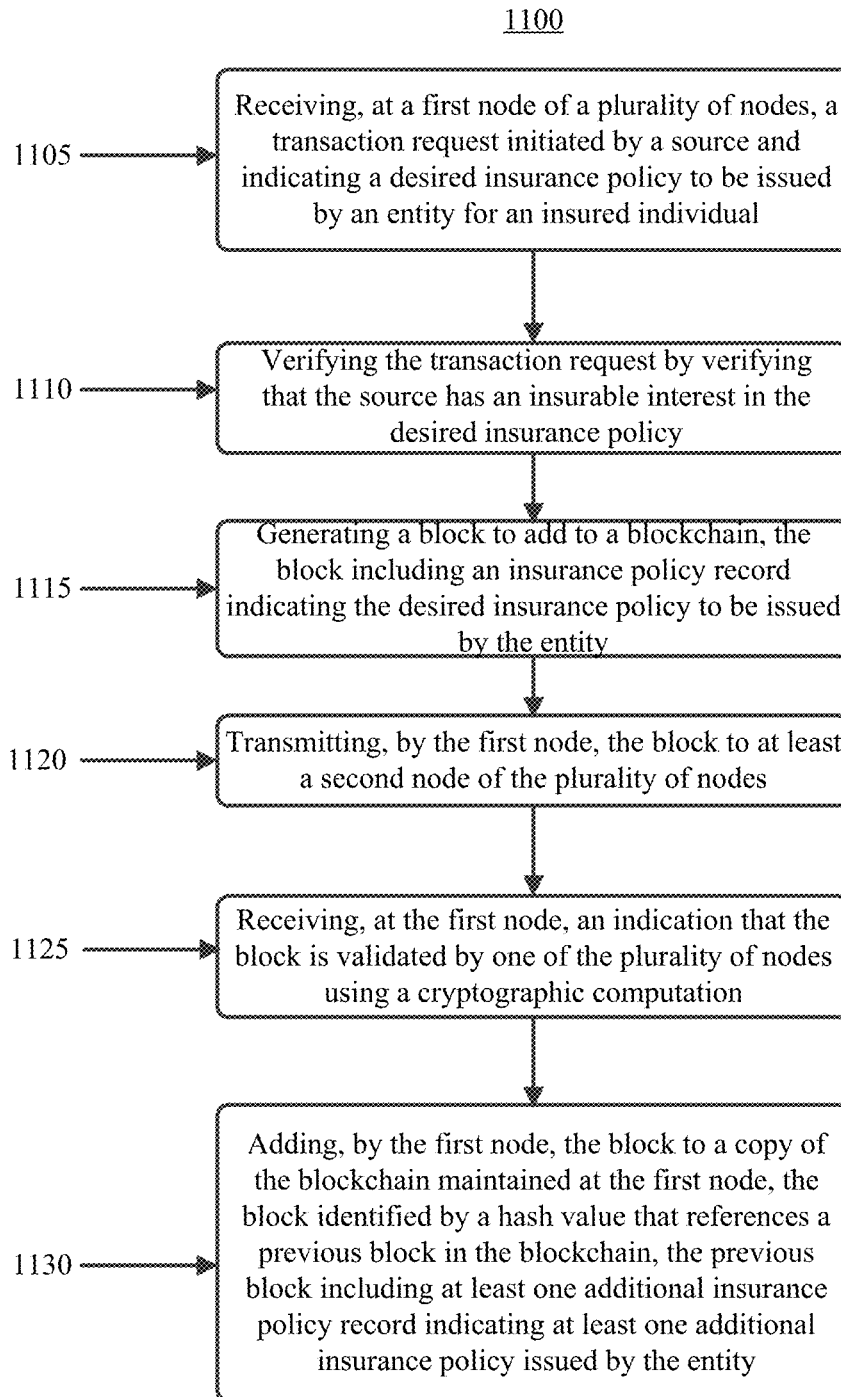 1100
1105
Receiving, at a first node of a plurality of nodes, a
transaction request initiated by a source and
indicating a desired insurance policy to be issued
by an entity for an insured individual
1110
Verifying the transaction request by verifying
that the source has an insurable interest in the
desired insurance policy
1115
Generating a block to add to a blockchain, the
block including an insurance policy record
indicating the desired insurance policy to be issued
by the entity
1120
Transmitting, by the first node, the block to at least
a second node of the plurality of nodes
1125
Receiving, at the first node, an indication that the
block is validated by one of the plurality of nodes
using a cryptographic computation
1130
Adding, by the first node, the block to a copy of
the blockchain maintained at the first node, the
block identified by a hash value that references a
previous block in the blockchain, the previous
block including at least one additional insurance
policy record indicating at least one additional
insurance policy issued by the entity